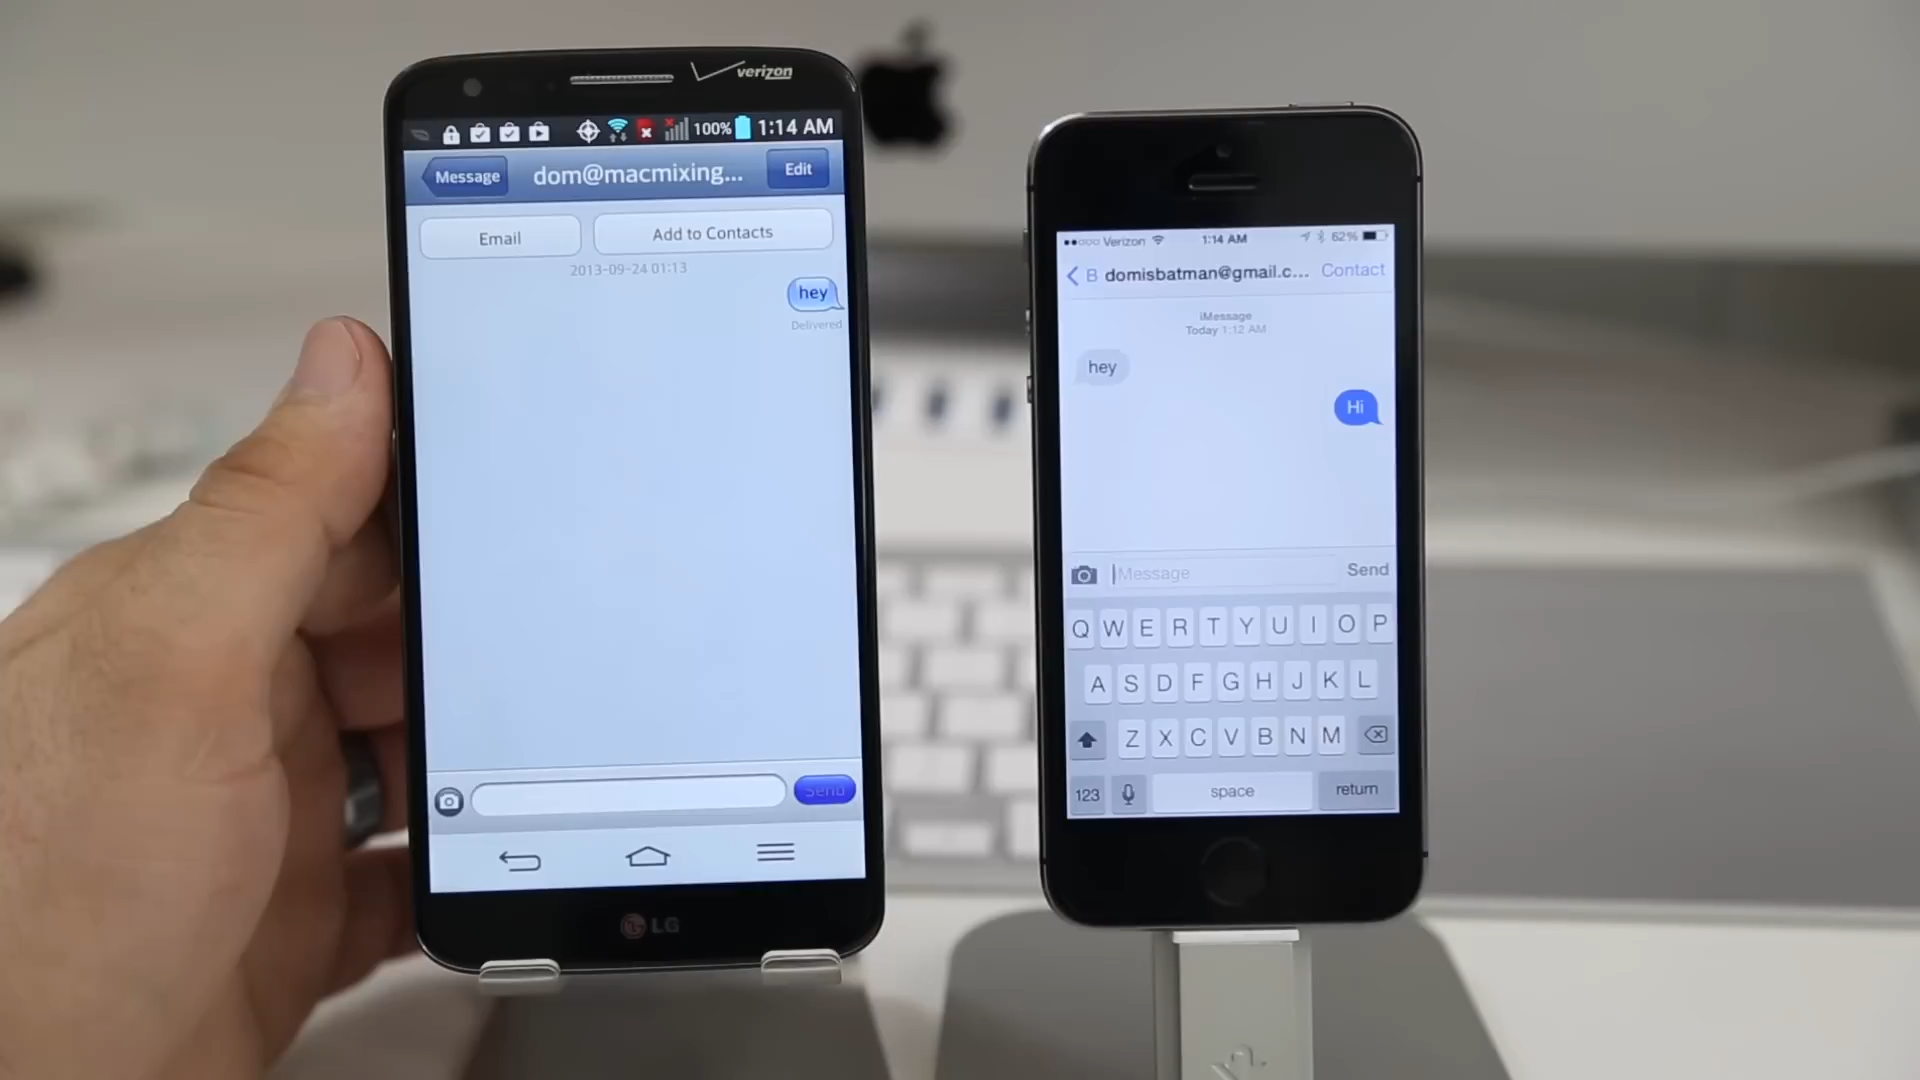 verizon
100% 1:14 AM
Message dom@macmixing... Edit
Email Add to Contacts
2013-09-24 01:13
hey
Delivered
Send
LG
Verizon 1:14 AM 62%
B domisbatman@gmail.c... Contact
iMessage
Today 1:12 AM
hey
Hi
Message Send
Q W E R T Y U I O P
A S D F G H J K L
Z X C V B N M
123 space return